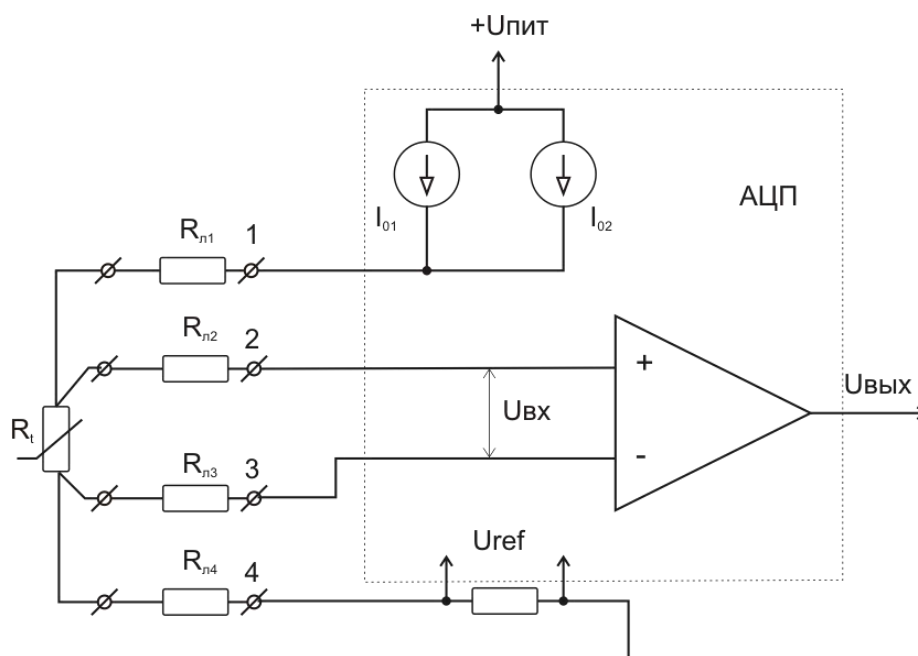 +Uпит
I₀₁
I₀₂
АЦП
Rл1
1
Rл2
2
+
Uвх
Uвых
Rt
Rл3
3
-
Uref
Rл4
4